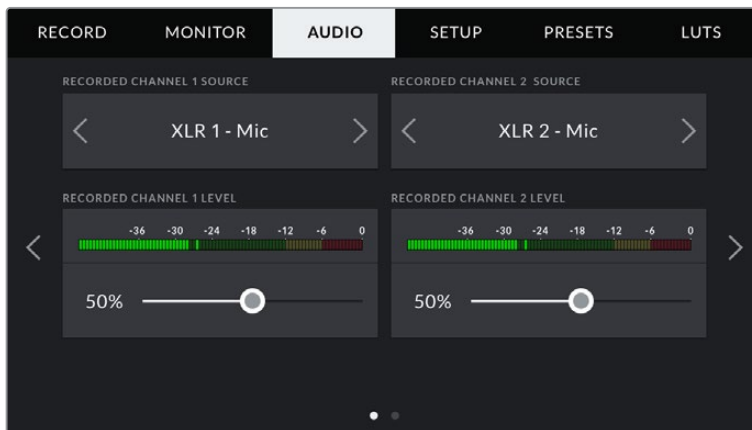 RECORD MONITOR AUDIO SETUP PRESETS LUTS
RECORDED CHANNEL 1 SOURCE RECORDED CHANNEL 2 SOURCE
XLR 1 - Mic XLR 2 - Mic
RECORDED CHANNEL 1 LEVEL RECORDED CHANNEL 2 LEVEL
-36 -30 -24 -18 -12 -6 0 -36 -30 -24 -18 -12 -6 0
50% 50%